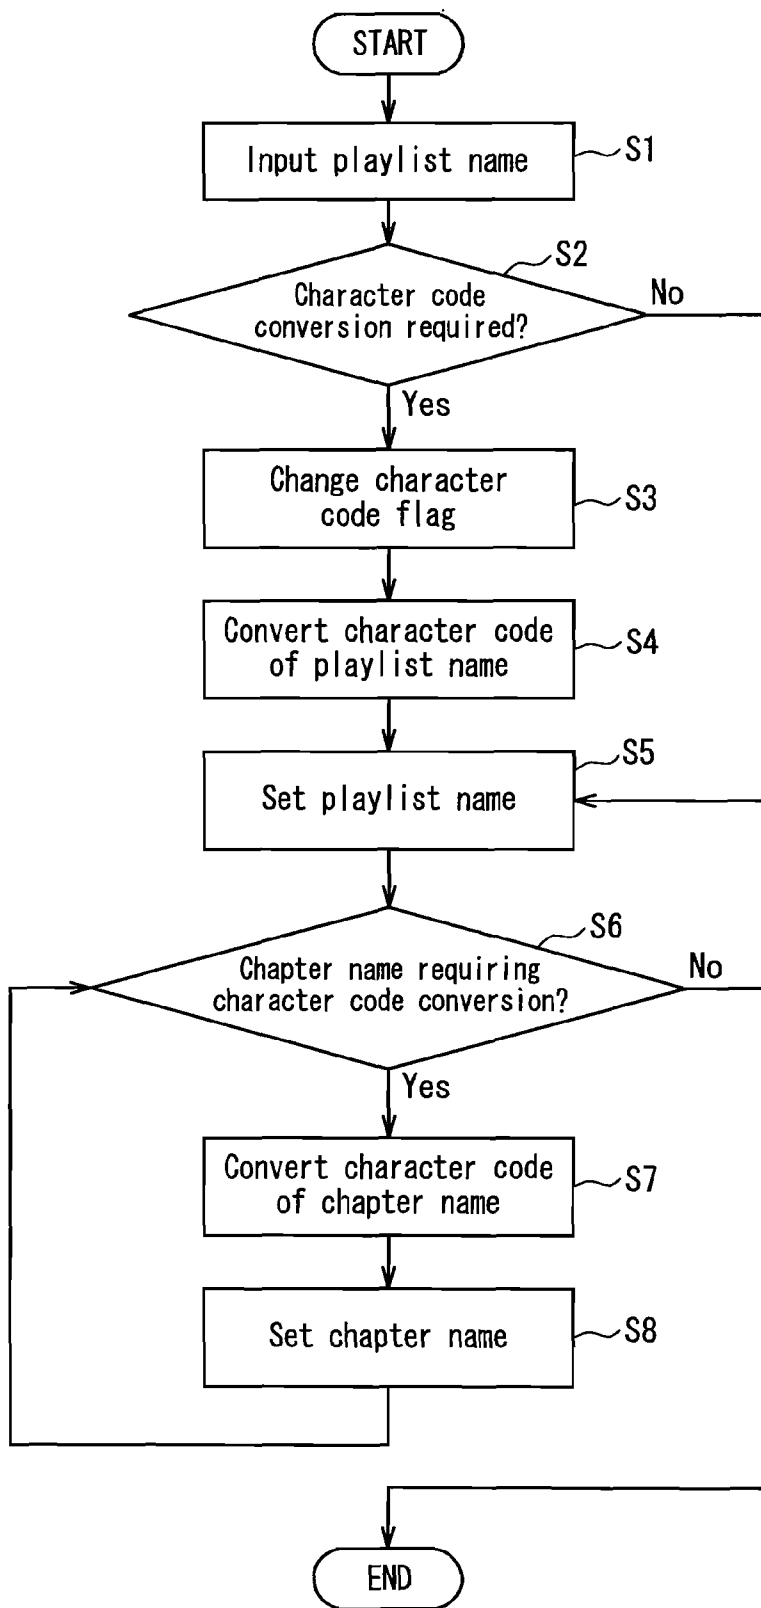 START
Input playlist name
S1
S2
Character code
conversion required?
No
Yes
Change character
code flag
S3
Convert character code
of playlist name
S4
S5
Set playlist name
S6
Chapter name requiring
character code conversion?
No
Yes
Convert character code
of chapter name
S7
Set chapter name
S8
END